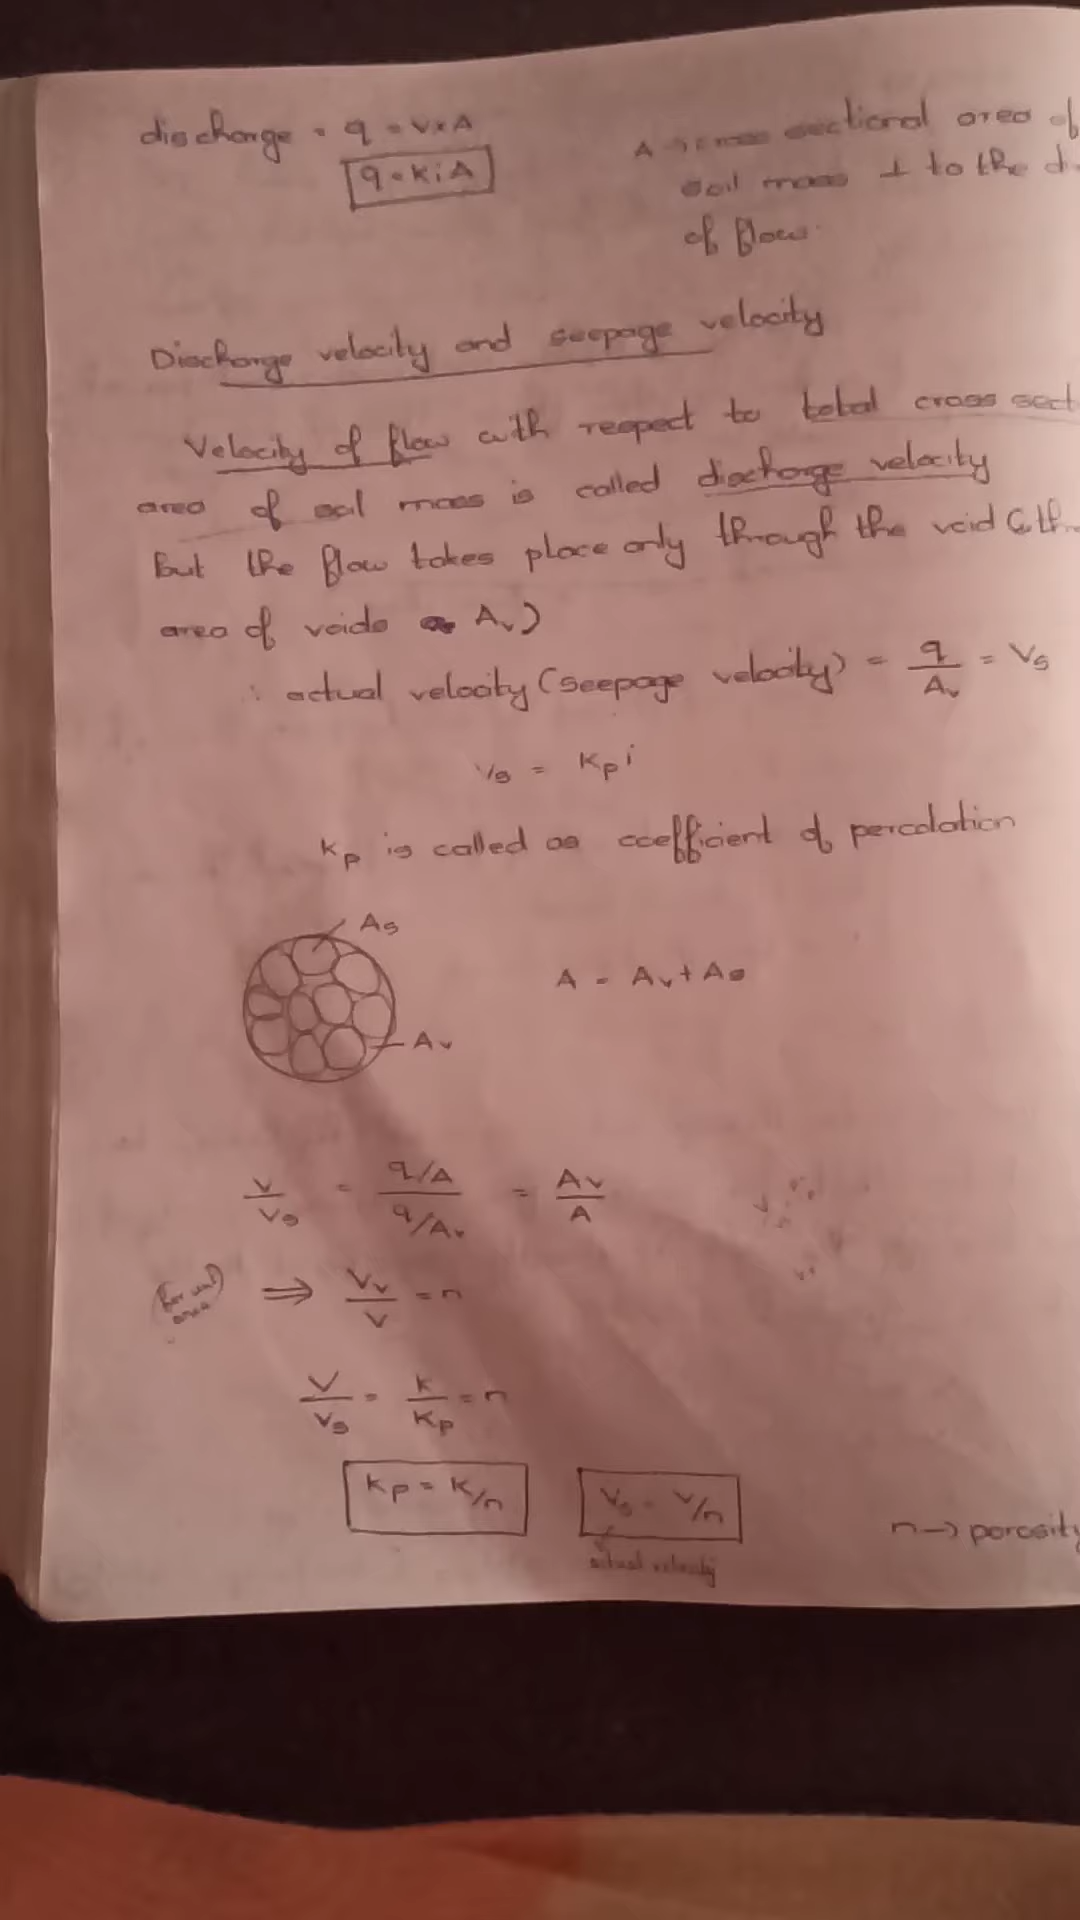 discharge = q = V×A
q = KiA
A → cross sectional area of
soil mass ⊥ to the d
of flow.
Discharge velocity and seepage velocity
Velocity of flow with respect to total cross sect
area of soil mass is called discharge velocity
but the flow takes place only through the void (th
area of voids Av)
∴ actual velocity (seepage velocity) = q/Av = Vs
Vs = Kp i
Kp is called as coefficient of percolation
As
A = Av + As
Av
V/Vs = (q/A)/(q/Av) = Av/A
area ⇒ Vv/V = n
V/Vs = K/Kp = n
Kp = K/n Vs = V/n
n → porosity
actual velocity